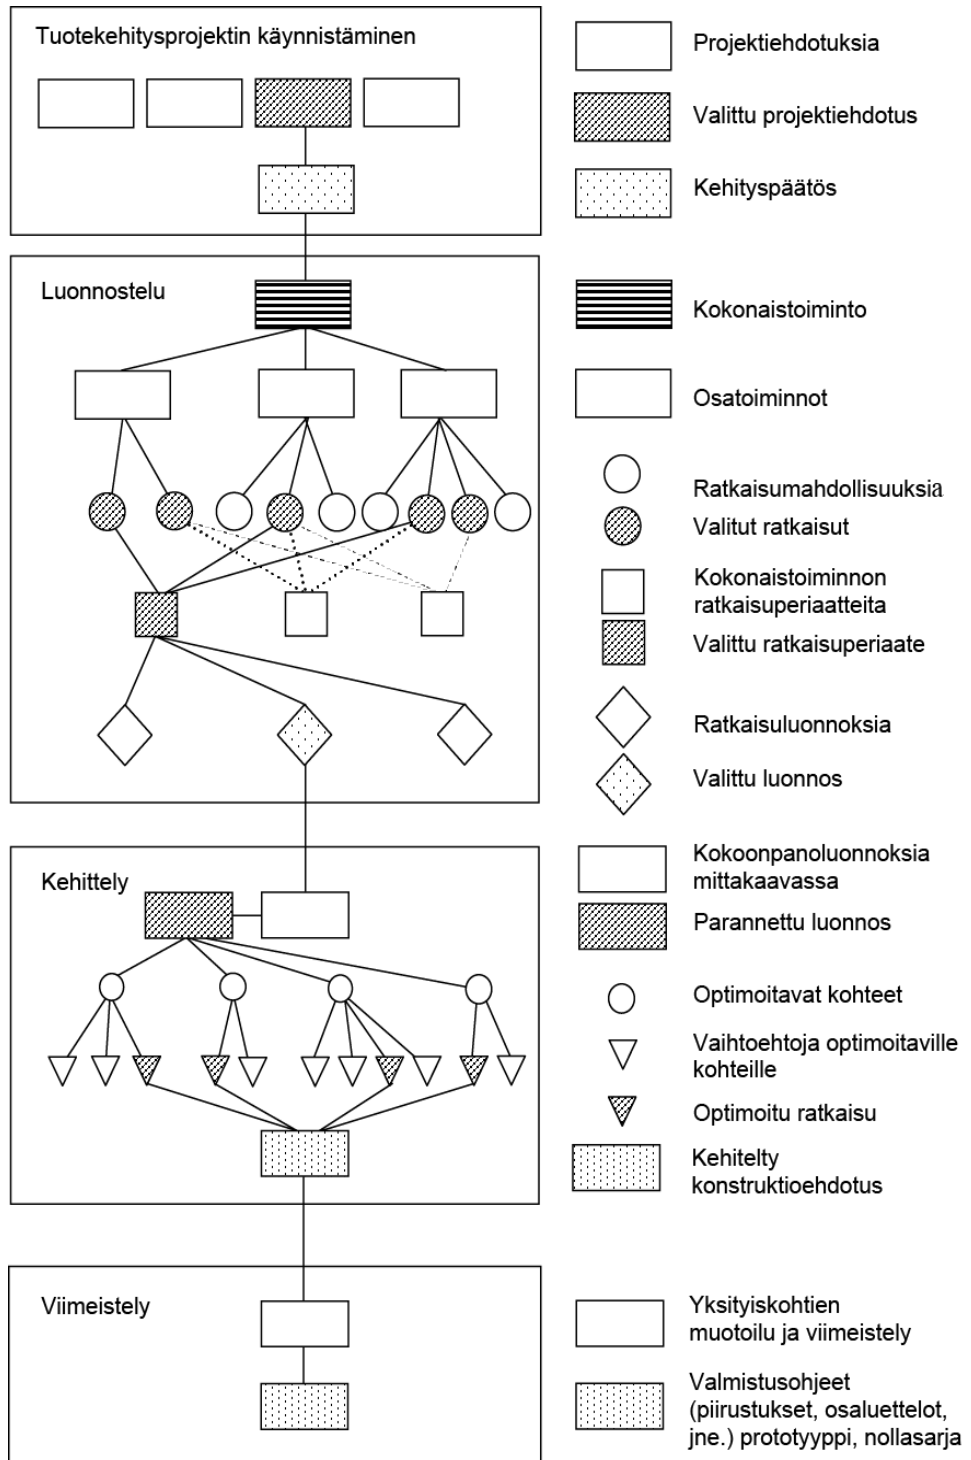 Tuotekehitysprojektin käynnistäminen
Projektiehdotuksia
Valittu projektiehdotus
Kehityspäätös
Luonnostelu
Kokonaistoiminto
Osatoiminnot
Ratkaisumahdollisuuksia
Valitut ratkaisut
Kokonaistoiminnon
ratkaisuperiaatteita
Valittu ratkaisuperiaate
Ratkaisuluonnoksia
Valittu luonnos
Kehittely
Kokoonpanoluonnoksia
mittakaavassa
Parannettu luonnos
Optimoitavat kohteet
Vaihtoehtoja optimoitaville
kohteille
Optimoitu ratkaisu
Kehitelty
konstruktioehdotus
Viimeistely
Yksityiskohtien
muotoilu ja viimeistely
Valmistusohjeet
(piirustukset, osaluettelot,
jne.) prototyyppi, nollasarja